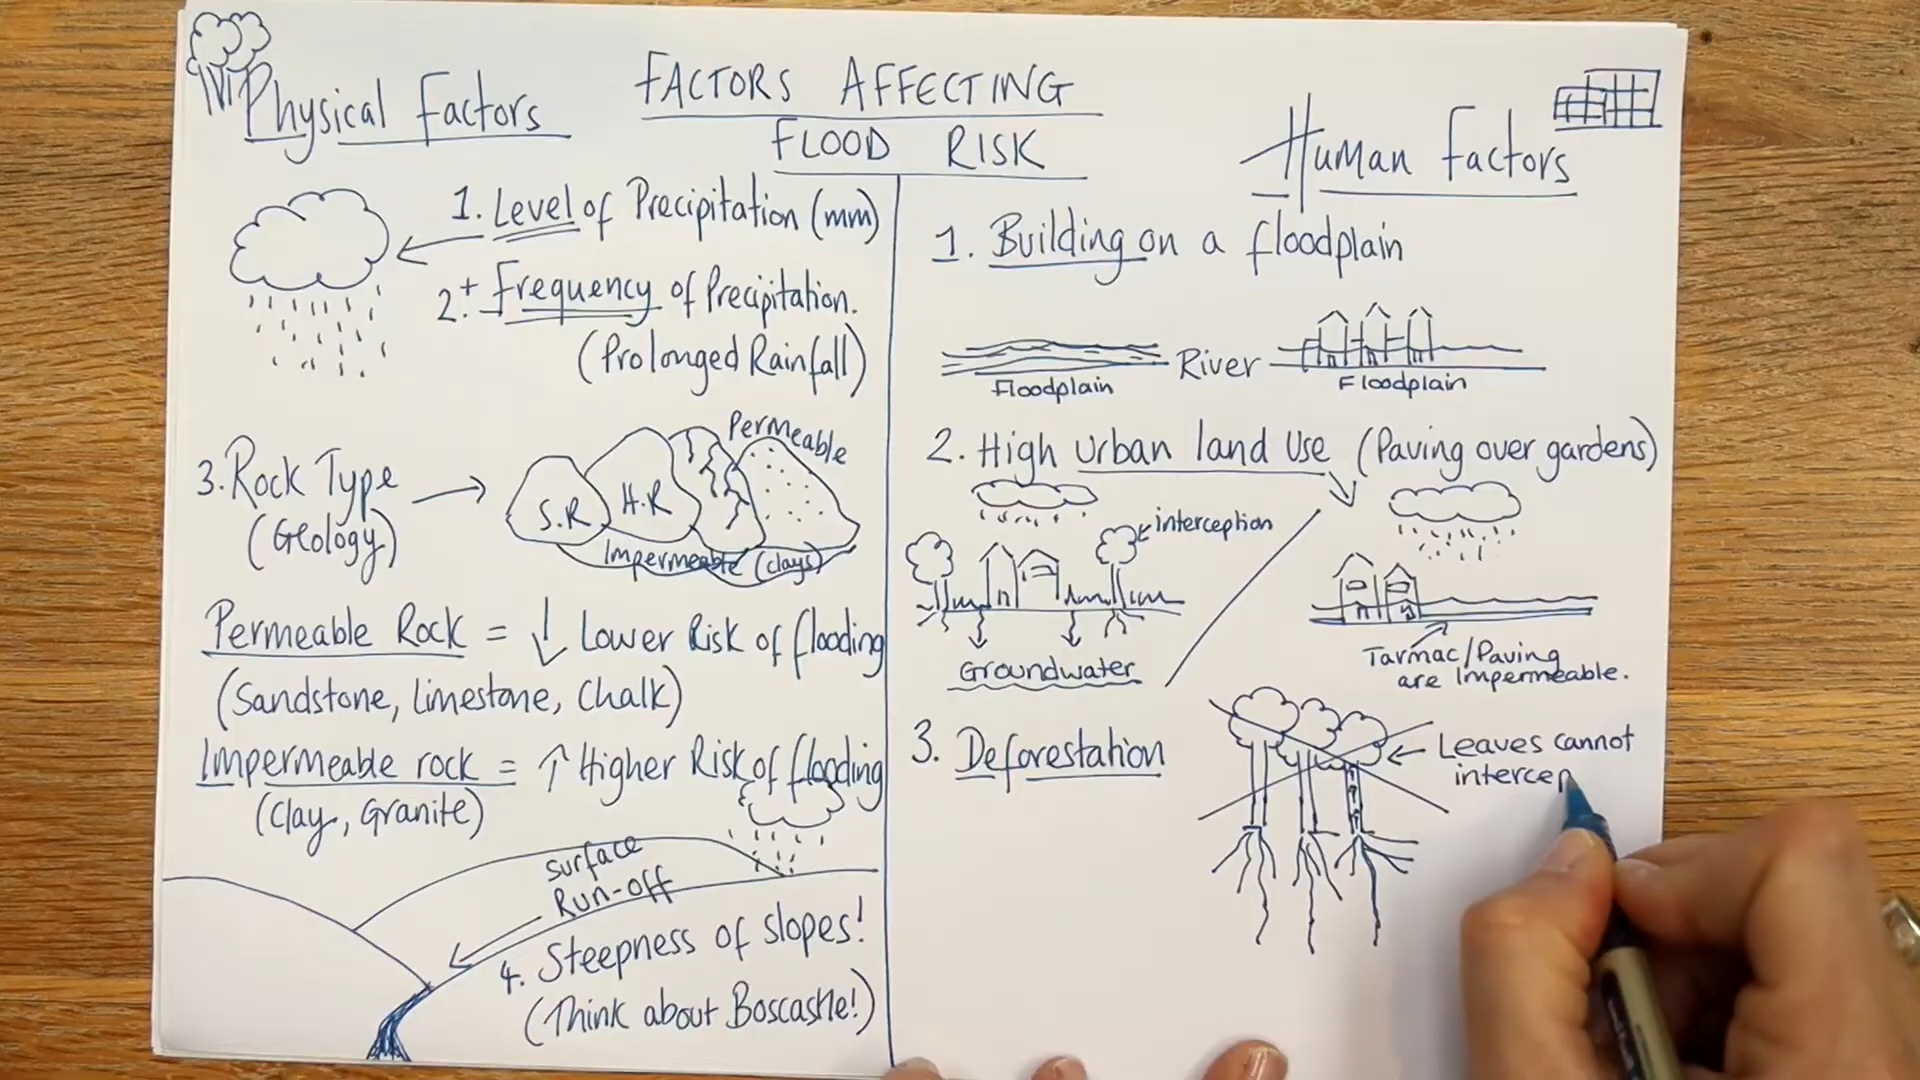 FACTORS AFFECTING
FLOOD RISK
Physical Factors
1. Level of Precipitation (mm)
2. + Frequency of Precipitation.
(Prolonged Rainfall)
3. Rock Type
(Geology)
S.R
H.R
Permeable
Impermeable (clays)
Permeable Rock = ↓ Lower Risk of flooding
(Sandstone, Limestone, Chalk)
Impermeable rock = ↑ Higher Risk of flooding
(Clay, Granite)
Surface
Run-off
4. Steepness of slopes!
(Think about Boscastle!)
Human Factors
1. Building on a floodplain
Floodplain
River
Floodplain
2. High Urban land Use (Paving over gardens)
interception
Groundwater
Tarmac/Paving
are Impermeable.
3. Deforestation
Leaves cannot
intercep